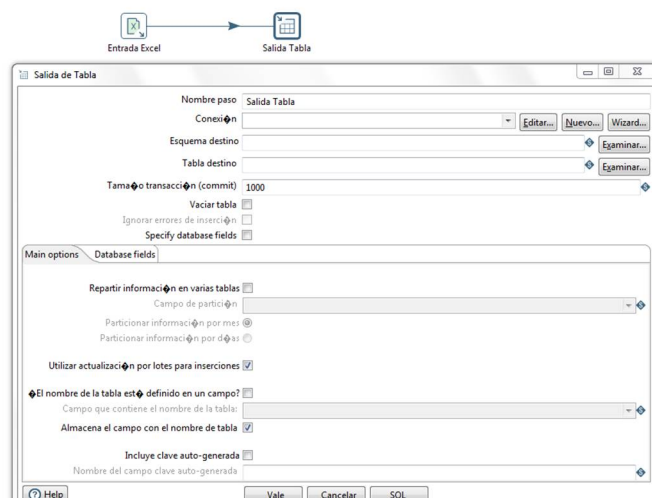 Entrada Excel
Salida Tabla
Salida de Tabla
Nombre paso Salida Tabla
Conexi�n Editar... Nuevo... Wizard...
Esquema destino Examinar...
Tabla destino Examinar...
Tama�o transacci�n (commit) 1000
Vaciar tabla
Ignorar errores de inserci�n
Specify database fields
Main options Database fields
Repartir informaci�n en varias tablas
Campo de partici�n
Particionar informaci�n por mes
Particionar informaci�n por d�as
Utilizar actualizaci�n por lotes para inserciones
�El nombre de la tabla est� definido en un campo?
Campo que contiene el nombre de la tabla:
Almacena el campo con el nombre de tabla
Incluye clave auto-generada
Nombre del campo clave auto-generada
Help Vale Cancelar SQL